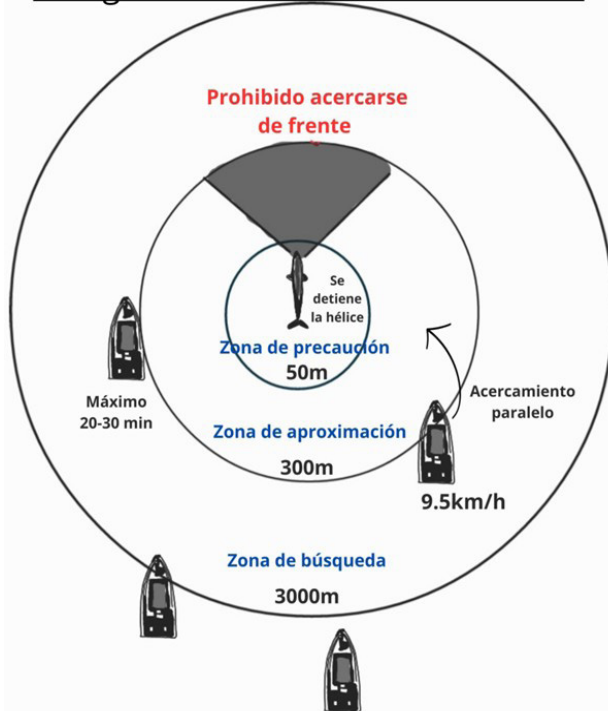 Prohibido acercarse
de frente
Se
detiene
la hélice
Zona de precaución
50m
Máximo
20-30 min
Acercamiento
paralelo
Zona de aproximación
300m
9.5km/h
Zona de búsqueda
3000m